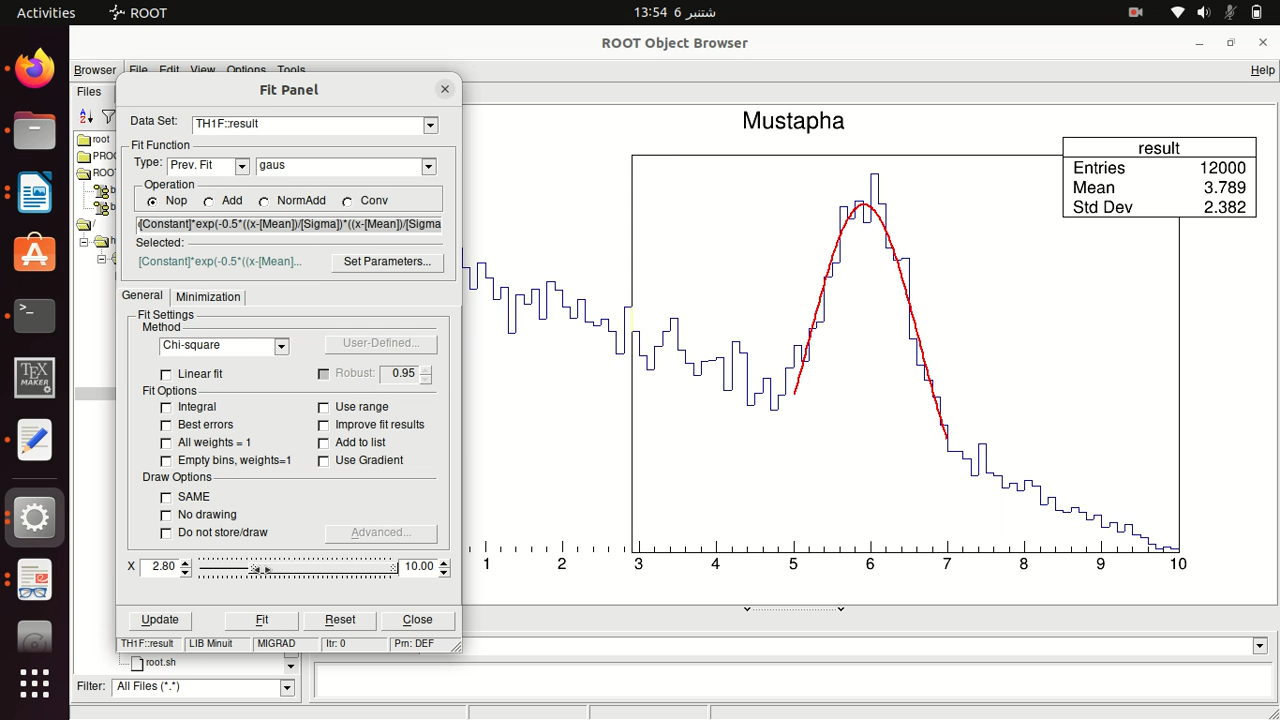 Activities
ROOT
13:54 6 شتنبر
ROOT Object Browser
Browser File Edit View Options Tools
Help
Files
root
PROO
ROO
/
h
root.sh
Filter: All Files (*.*)
Fit Panel
Data Set: TH1F::result
Fit Function
Type: Prev. Fit gaus
Operation
Nop Add NormAdd Conv
[Constant]*exp(-0.5*((x-[Mean])/[Sigma])*((x-[Mean])/[Sigma
Selected:
[Constant]*exp(-0.5*((x-[Mean]...
Set Parameters...
General Minimization
Fit Settings
Method
Chi-square User-Defined...
Linear fit Robust: 0.95
Fit Options
Integral Use range
Best errors Improve fit results
All weights = 1 Add to list
Empty bins, weights=1 Use Gradient
Draw Options
SAME
No drawing
Do not store/draw Advanced...
X 2.80 10.00
Update Fit Reset Close
TH1F::result LIB Minuit MIGRAD Itr: 0 Prn: DEF
Mustapha
result
Entries 12000
Mean 3.789
Std Dev 2.382
1 2 3 4 5 6 7 8 9 10
TEX
MAKER